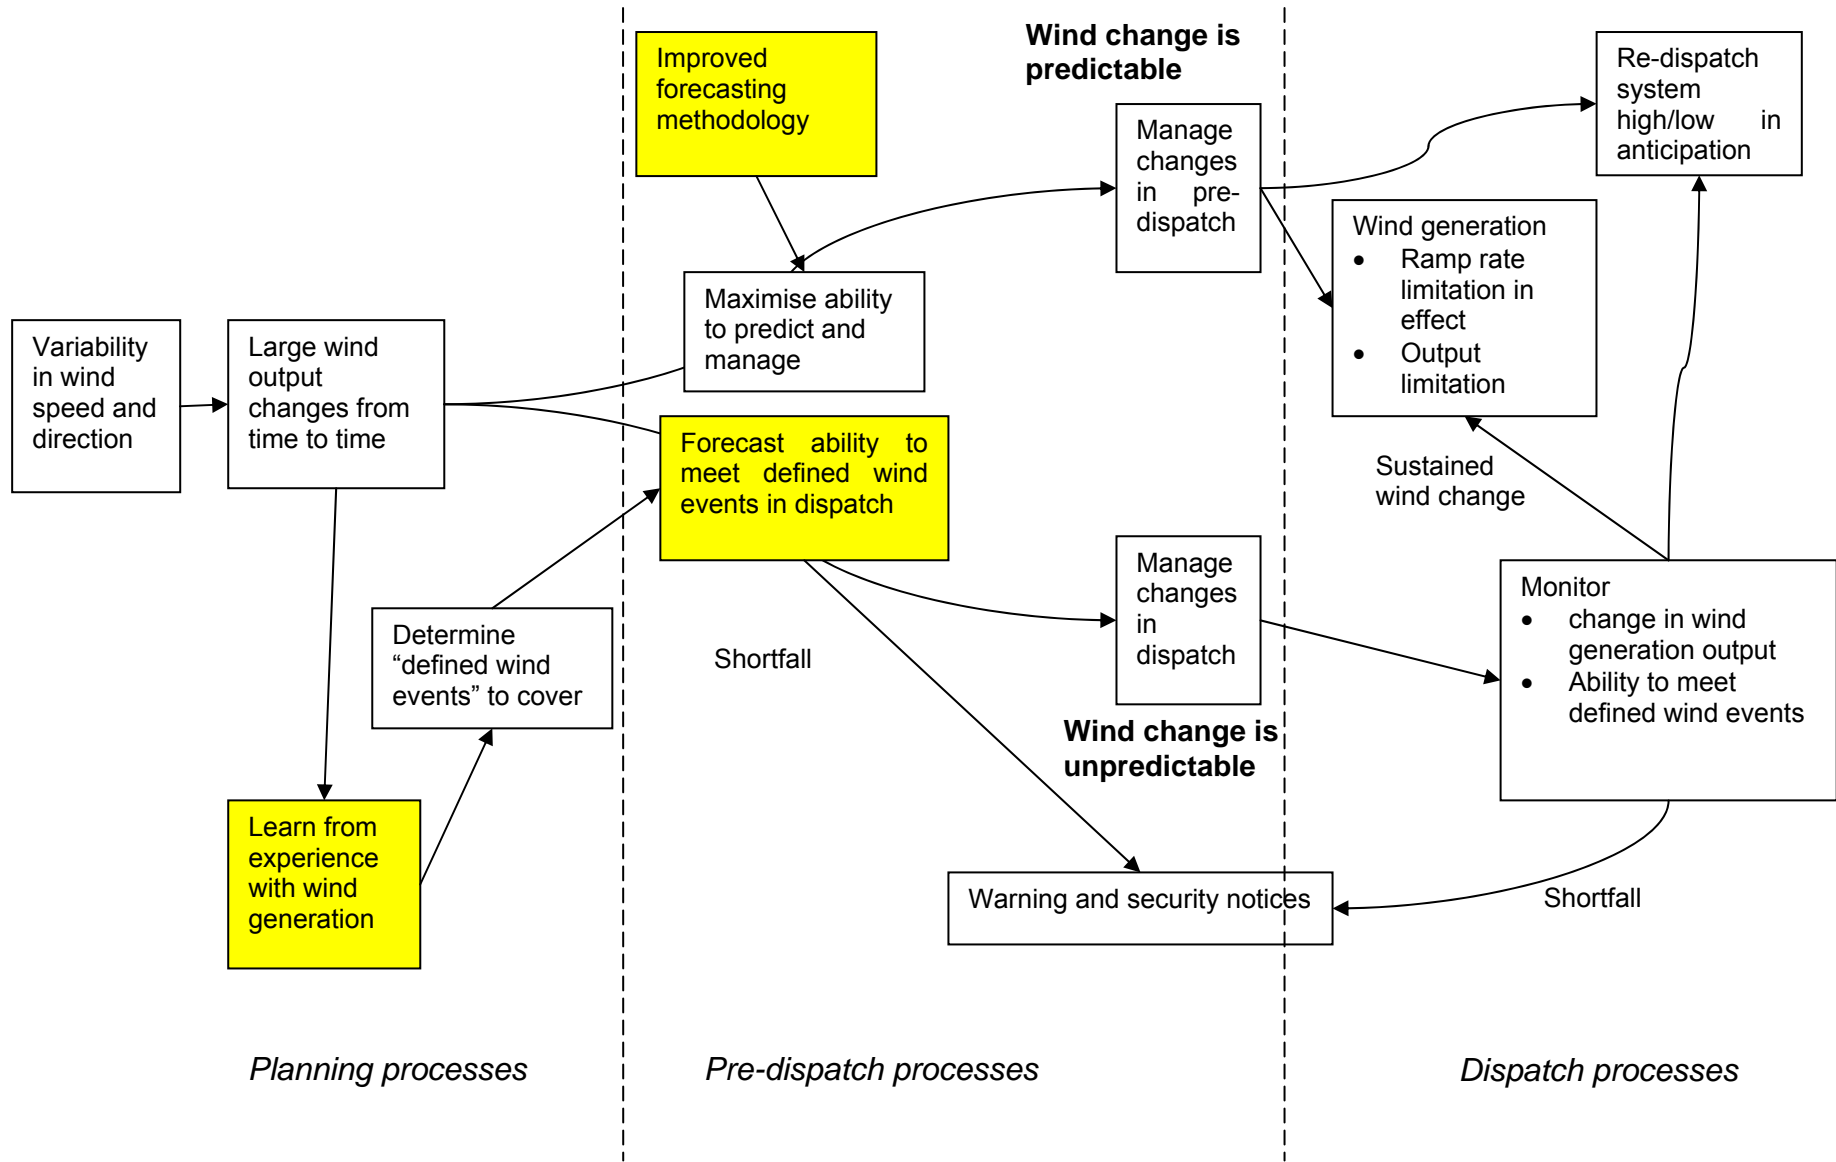 Wind change is
predictable
Improved
forecasting
methodology
Re-dispatch
system
high/low in
anticipation
Manage
changes
in pre-
dispatch
Wind generation
• Ramp rate
limitation in
effect
• Output
limitation
Maximise ability
to predict and
manage
Variability
in wind
speed and
direction
Large wind
output
changes from
time to time
Forecast ability to
meet defined wind
events in dispatch
Sustained
wind change
Manage
changes
in
dispatch
Monitor
• change in wind
generation output
• Ability to meet
defined wind events
Determine
“defined wind
events” to cover
Shortfall
Wind change is
unpredictable
Learn from
experience
with wind
generation
Warning and security notices
Shortfall
Planning processes
Pre-dispatch processes
Dispatch processes